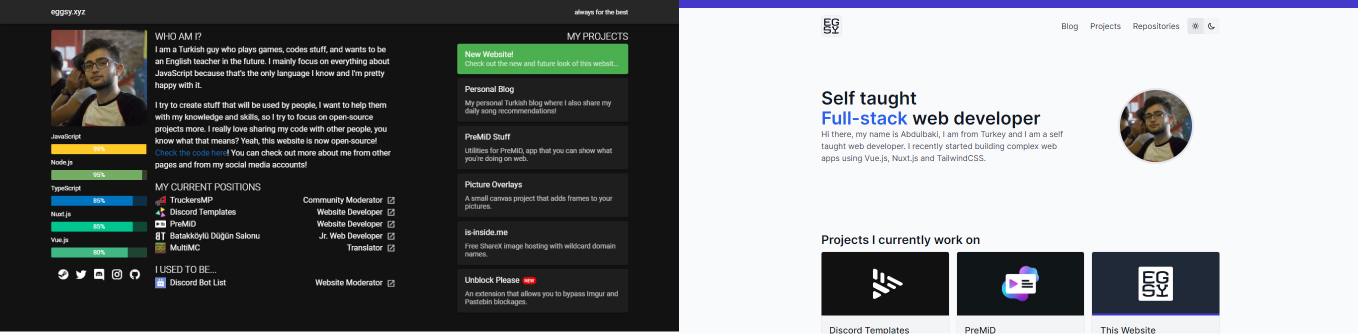 eggsy.xyz
always for the best
JavaScript
90%
Node.js
95%
TypeScript
85%
Nuxt.js
85%
Vue.js
80%
WHO AM I?
I am a Turkish guy who plays games, codes stuff, and wants to be
an English teacher in the future. I mainly focus on everything about
JavaScript because that's the only language I know and I'm pretty
happy with it.
I try to create stuff that will be used by people, I want to help them
with my knowledge and skills, so I try to focus on open-source
projects more. I really love sharing my code with other people, you
know what that means? Yeah, this website is now open-source!
Check the code here! You can check out more about me from other
pages and from my social media accounts!
MY CURRENT POSITIONS
TruckersMP Community Moderator
Discord Templates Website Developer
PreMiD Website Developer
Batakköylü Düğün Salonu Jr. Web Developer
MultiMC Translator
I USED TO BE...
Discord Bot List Website Moderator
MY PROJECTS
New Website!
Check out the new and future look of this websit...
Personal Blog
My personal Turkish blog where I also share my
daily song recommendations!
PreMiD Stuff
Utilities for PreMiD, app that you can show what
you're doing on web.
Picture Overlays
A small canvas project that adds frames to your
pictures.
is-inside.me
Free ShareX image hosting with wildcard domain
names.
Unblock Please NEW
An extension that allows you to bypass Imgur and
Pastebin blockages.
EG
SY
Blog Projects Repositories
Self taught
Full-stack web developer
Hi there, my name is Abdulbaki, I am from Turkey and I am a self
taught web developer. I recently started building complex web
apps using Vue.js, Nuxt.js and TailwindCSS.
Projects I currently work on
EG
SY
Discord Templates
PreMiD
This Website